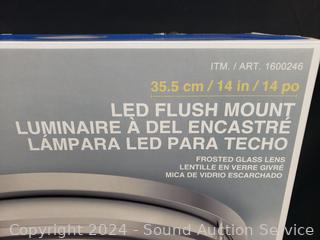 ITM. / ART. 1600246
35.5 cm / 14 in / 14 po
LED FLUSH MOUNT
LUMINAIRE À DEL ENCASTRÉ
LÁMPARA LED PARA TECHO
FROSTED GLASS LENS
LENTILLE EN VERRE GIVRÉ
MICA DE VIDRIO ESCARCHADO
Copyright © 2024 - Sound Auction Service